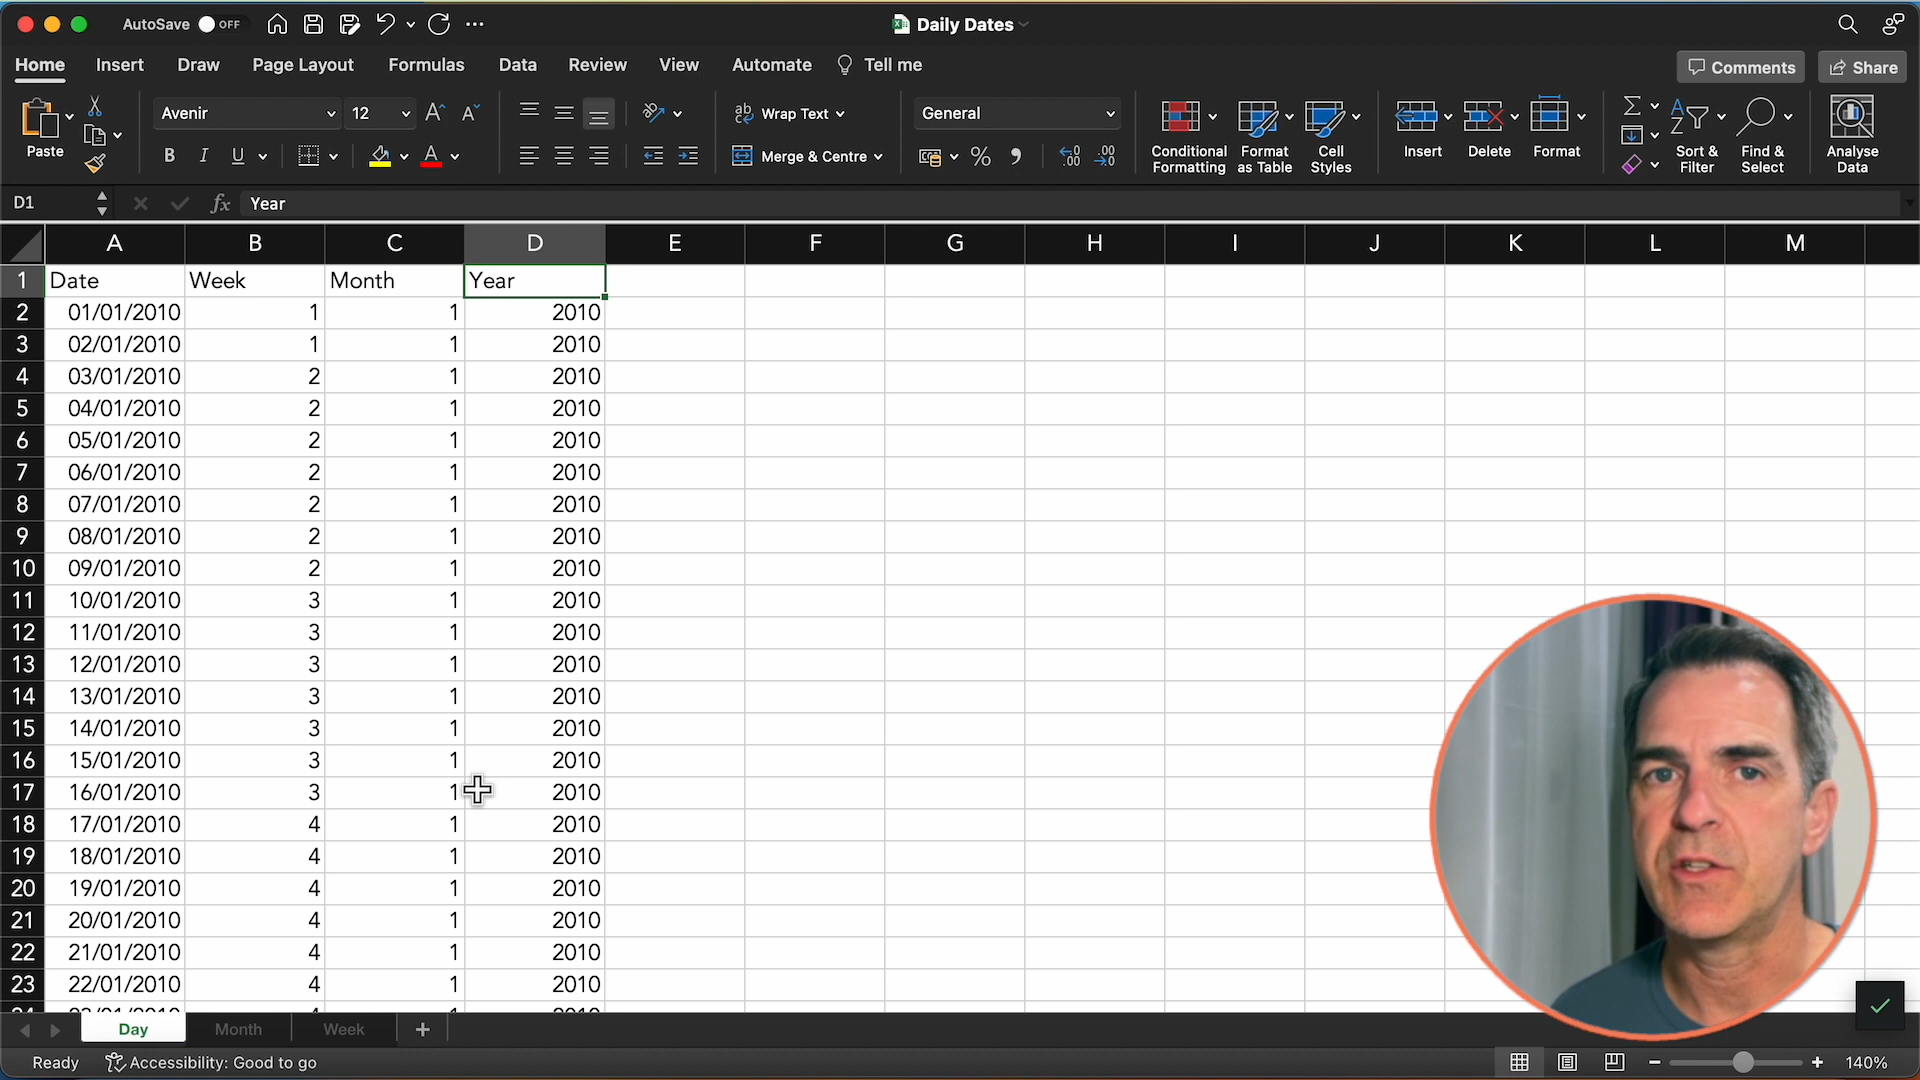 AutoSave OFF
Daily Dates
Home Insert Draw Page Layout Formulas Data Review View Automate Tell me
Comments Share
Paste
Avenir 12
B I U
Wrap Text
Merge & Centre
General
Conditional Formatting
Format as Table
Cell Styles
Insert
Delete
Format
Sort & Filter
Find & Select
Analyse Data
D1 fx Year
A B C D E F G H I J K L M
1 Date Week Month Year
2 01/01/2010 1 1 2010
3 02/01/2010 1 1 2010
4 03/01/2010 2 1 2010
5 04/01/2010 2 1 2010
6 05/01/2010 2 1 2010
7 06/01/2010 2 1 2010
8 07/01/2010 2 1 2010
9 08/01/2010 2 1 2010
10 09/01/2010 2 1 2010
11 10/01/2010 3 1 2010
12 11/01/2010 3 1 2010
13 12/01/2010 3 1 2010
14 13/01/2010 3 1 2010
15 14/01/2010 3 1 2010
16 15/01/2010 3 1 2010
17 16/01/2010 3 1 2010
18 17/01/2010 4 1 2010
19 18/01/2010 4 1 2010
20 19/01/2010 4 1 2010
21 20/01/2010 4 1 2010
22 21/01/2010 4 1 2010
23 22/01/2010 4 1 2010
Day Month Week
Ready Accessibility: Good to go
140%